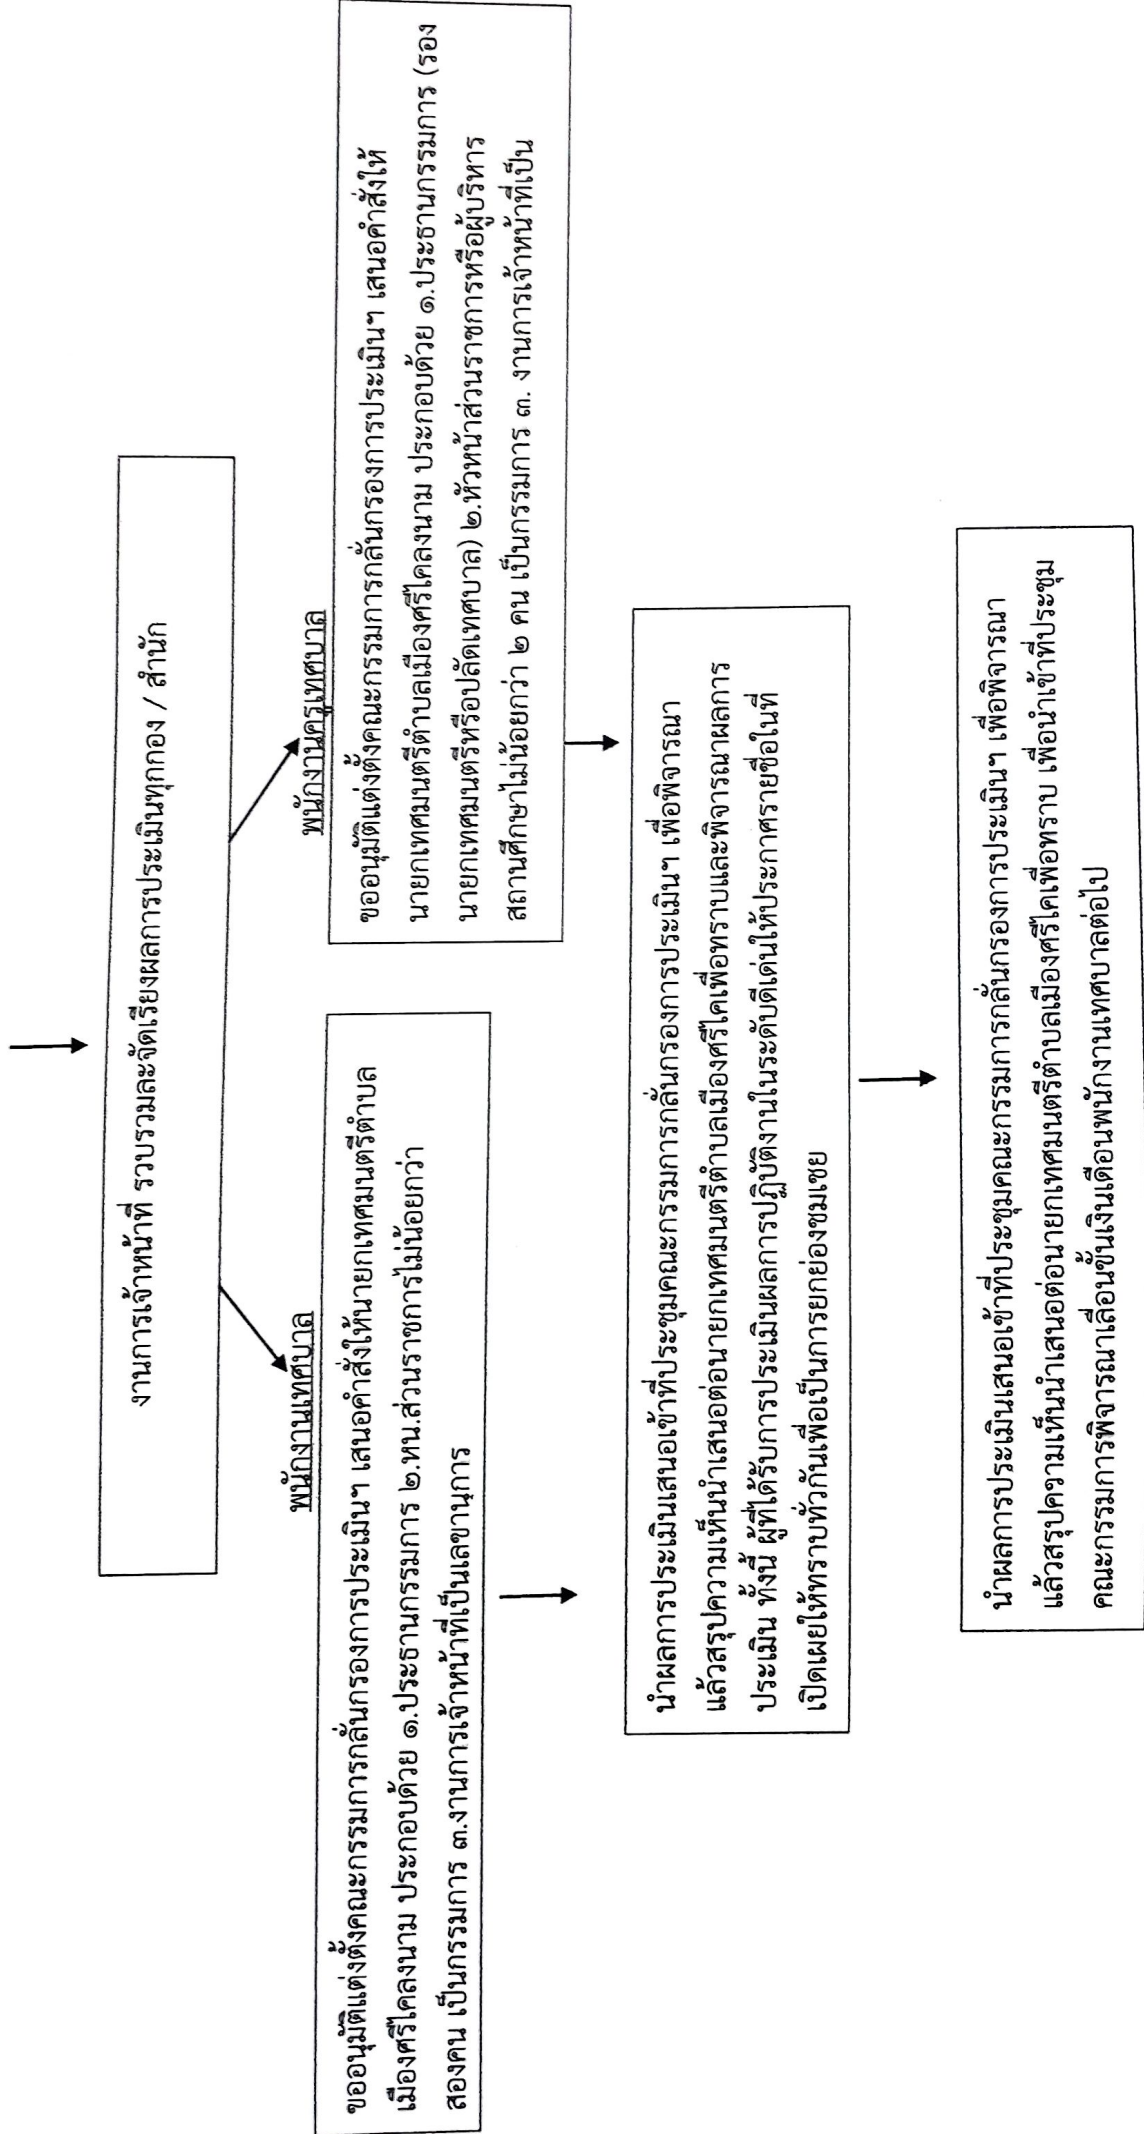 งานการเจ้าหน้าที่ รวบรวมละจัดเรียงผลการประเมินทุกกอง / สำนัก
พนักงานเทศบาล
ขออนุมัติแต่งตั้งคณะกรรมการกลั่นกรองการประเมินฯ เสนอคำสั่งให้นายกเทศมนตรีตำบล
เมืองศรีไคลงนาม ประกอบด้วย ๑.ประธานกรรมการ ๒.หน.ส่วนราชการไม่น้อยกว่า
สองคน เป็นกรรมการ ๓.งานการเจ้าหน้าที่เป็นเลขานุการ
พนักงานครูเทศบาล
ขออนุมัติแต่งตั้งคณะกรรมการกลั่นกรองการประเมินฯ เสนอคำสั่งให้
นายกเทศมนตรีตำบลเมืองศรีไคลงนาม ประกอบด้วย ๑.ประธานกรรมการ (รอง
นายกเทศมนตรีหรือปลัดเทศบาล) ๒.หัวหน้าส่วนราชการหรือผู้บริหาร
สถานศึกษาไม่น้อยกว่า ๒ คน เป็นกรรมการ ๓. งานการเจ้าหน้าที่เป็น
นำผลการประเมินเสนอเข้าที่ประชุมคณะกรรมการกลั่นกรองการประเมินฯ เพื่อพิจารณา
แล้วสรุปความเห็นนำเสนอต่อนายกเทศมนตรีตำบลเมืองศรีไคเพื่อทราบและพิจารณาผลการ
ประเมิน ทั้งนี้ ผู้ที่ได้รับการประเมินผลการปฏิบัติงานในระดับดีเด่นให้ประกาศรายชื่อในที่
เปิดเผยให้ทราบทั่วกันเพื่อเป็นการยกย่องชมเชย
นำผลการประเมินเสนอเข้าที่ประชุมคณะกรรมการกลั่นกรองการประเมินฯ เพื่อพิจารณา
แล้วสรุปความเห็นนำเสนอต่อนายกเทศมนตรีตำบลเมืองศรีไคเพื่อทราบ เพื่อนำเข้าที่ประชุม
คณะกรรมการพิจารณาเลื่อนขั้นเงินเดือนพนักงานเทศบาลต่อไป